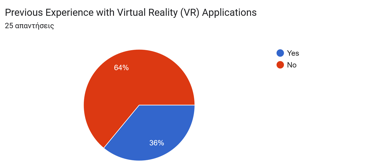 Previous Experience with Virtual Reality (VR) Applications
25 απαντήσεις
Yes
No
64%
36%